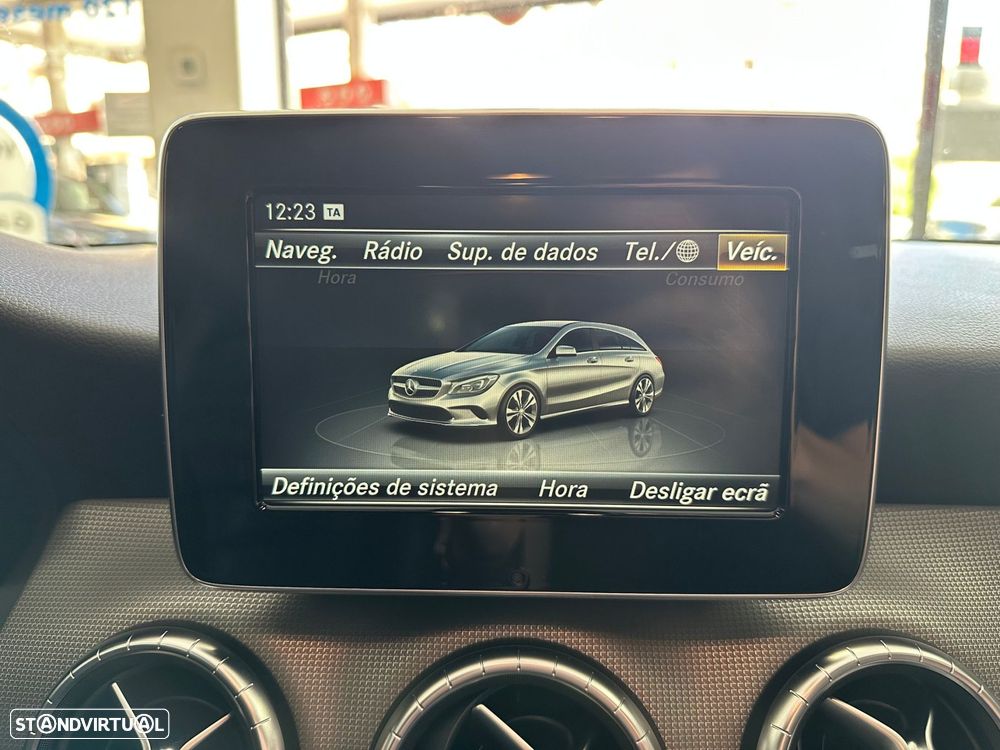 12:23 TA
Naveg. Rádio Sup. de dados Tel./ Veíc.
Hora Consumo
Definições de sistema Hora Desligar ecrã
STANDVIRTUAL